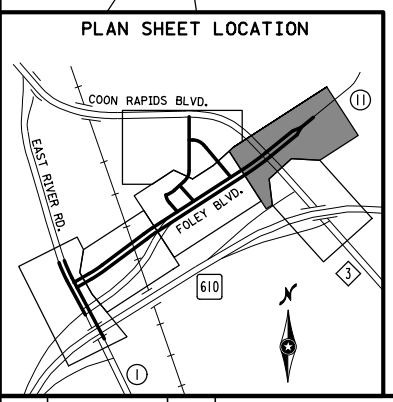 PLAN SHEET LOCATION
COON RAPIDS BLVD.
11
EAST RIVER RD.
FOLEY BLVD.
3
610
N
1